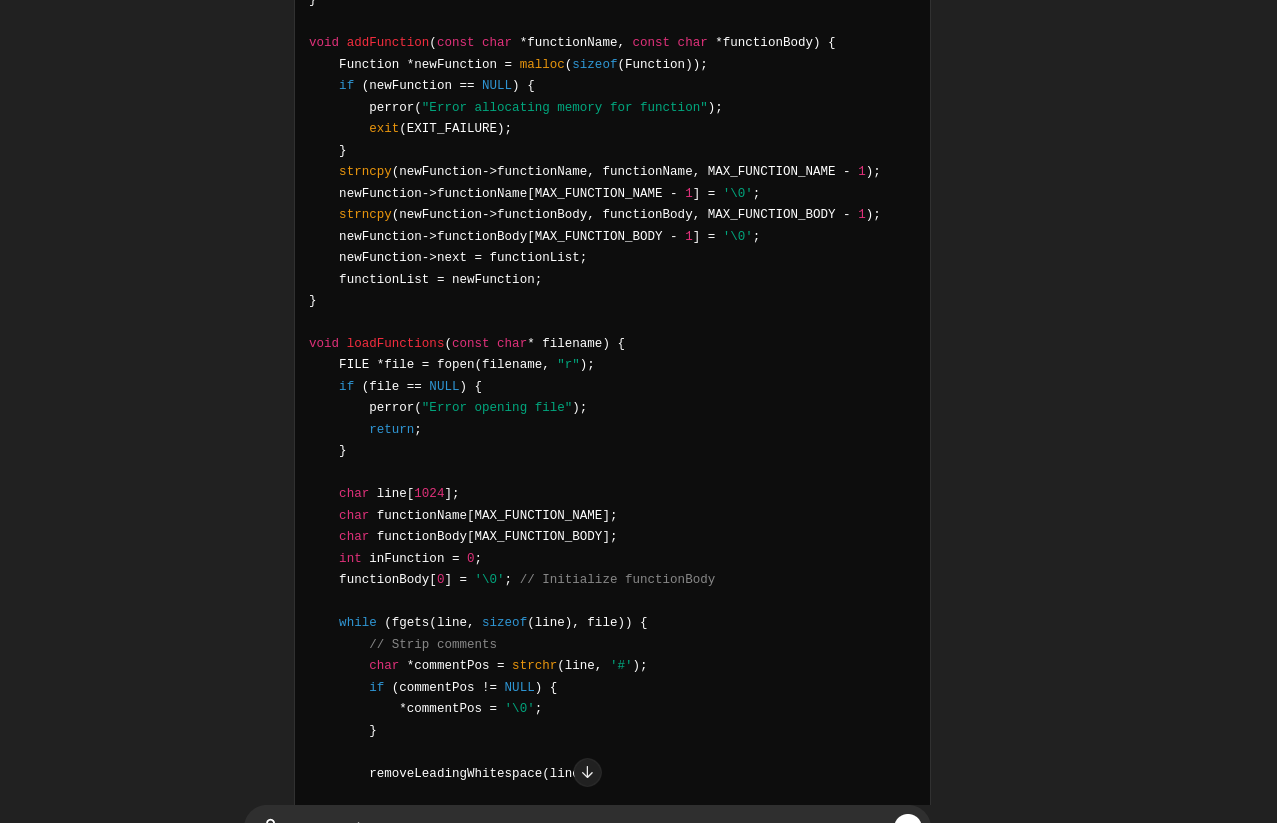 }
void addFunction(const char *functionName, const char *functionBody) {
    Function *newFunction = malloc(sizeof(Function));
    if (newFunction == NULL) {
        perror("Error allocating memory for function");
        exit(EXIT_FAILURE);
    }
    strncpy(newFunction->functionName, functionName, MAX_FUNCTION_NAME - 1);
    newFunction->functionName[MAX_FUNCTION_NAME - 1] = '\0';
    strncpy(newFunction->functionBody, functionBody, MAX_FUNCTION_BODY - 1);
    newFunction->functionBody[MAX_FUNCTION_BODY - 1] = '\0';
    newFunction->next = functionList;
    functionList = newFunction;
}
void loadFunctions(const char* filename) {
    FILE *file = fopen(filename, "r");
    if (file == NULL) {
        perror("Error opening file");
        return;
    }
    char line[1024];
    char functionName[MAX_FUNCTION_NAME];
    char functionBody[MAX_FUNCTION_BODY];
    int inFunction = 0;
    functionBody[0] = '\0'; // Initialize functionBody
    while (fgets(line, sizeof(line), file)) {
        // Strip comments
        char *commentPos = strchr(line, '#');
        if (commentPos != NULL) {
            *commentPos = '\0';
        }
        removeLeadingWhitespace(line